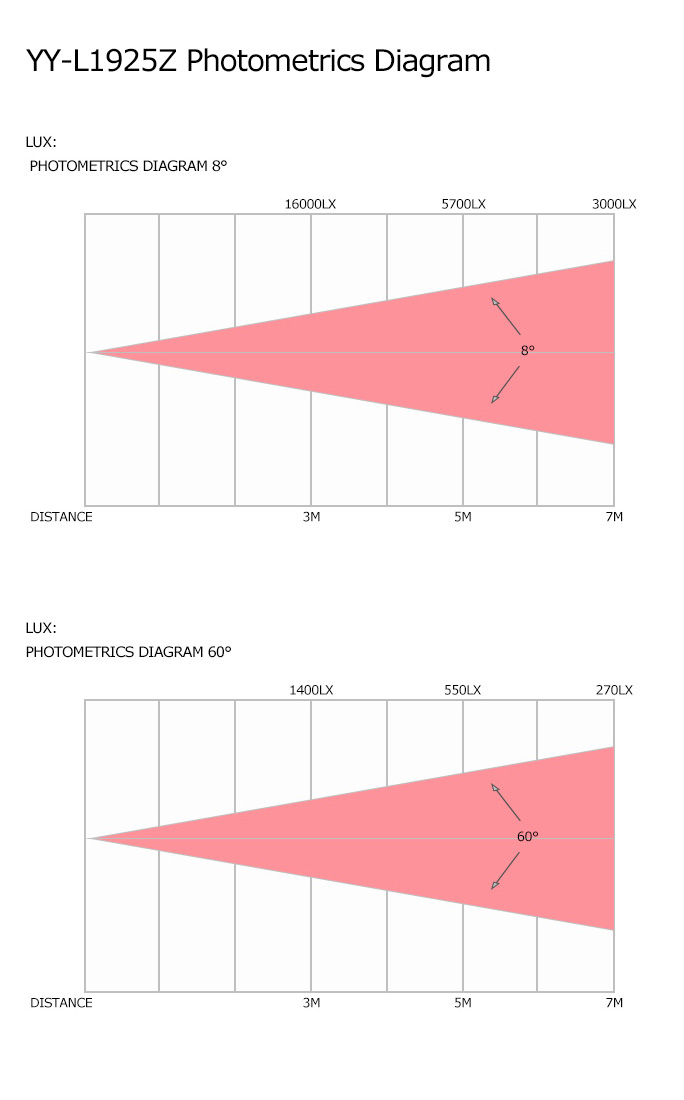 YY-L1925Z Photometrics Diagram
LUX:
PHOTOMETRICS DIAGRAM 8°
16000LX 5700LX 3000LX
8°
DISTANCE 3M 5M 7M
LUX:
PHOTOMETRICS DIAGRAM 60°
1400LX 550LX 270LX
60°
DISTANCE 3M 5M 7M